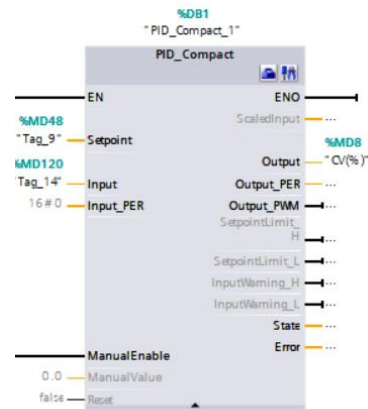 %DB1
"PID_Compact_1"
PID_Compact
EN
ENO
ScaledInput
%MD48
"Tag_9"
Setpoint
%MD8
Output
"CV(%)"
%MD120
Tag_14"
Input
Output_PER
16#0
Input_PER
Output_PWM
SetpointLimit_
H
SetpointLimit_L
InputWarning_H
InputWarning_L
State
Error
ManualEnable
0.0
ManualValue
false
Reset